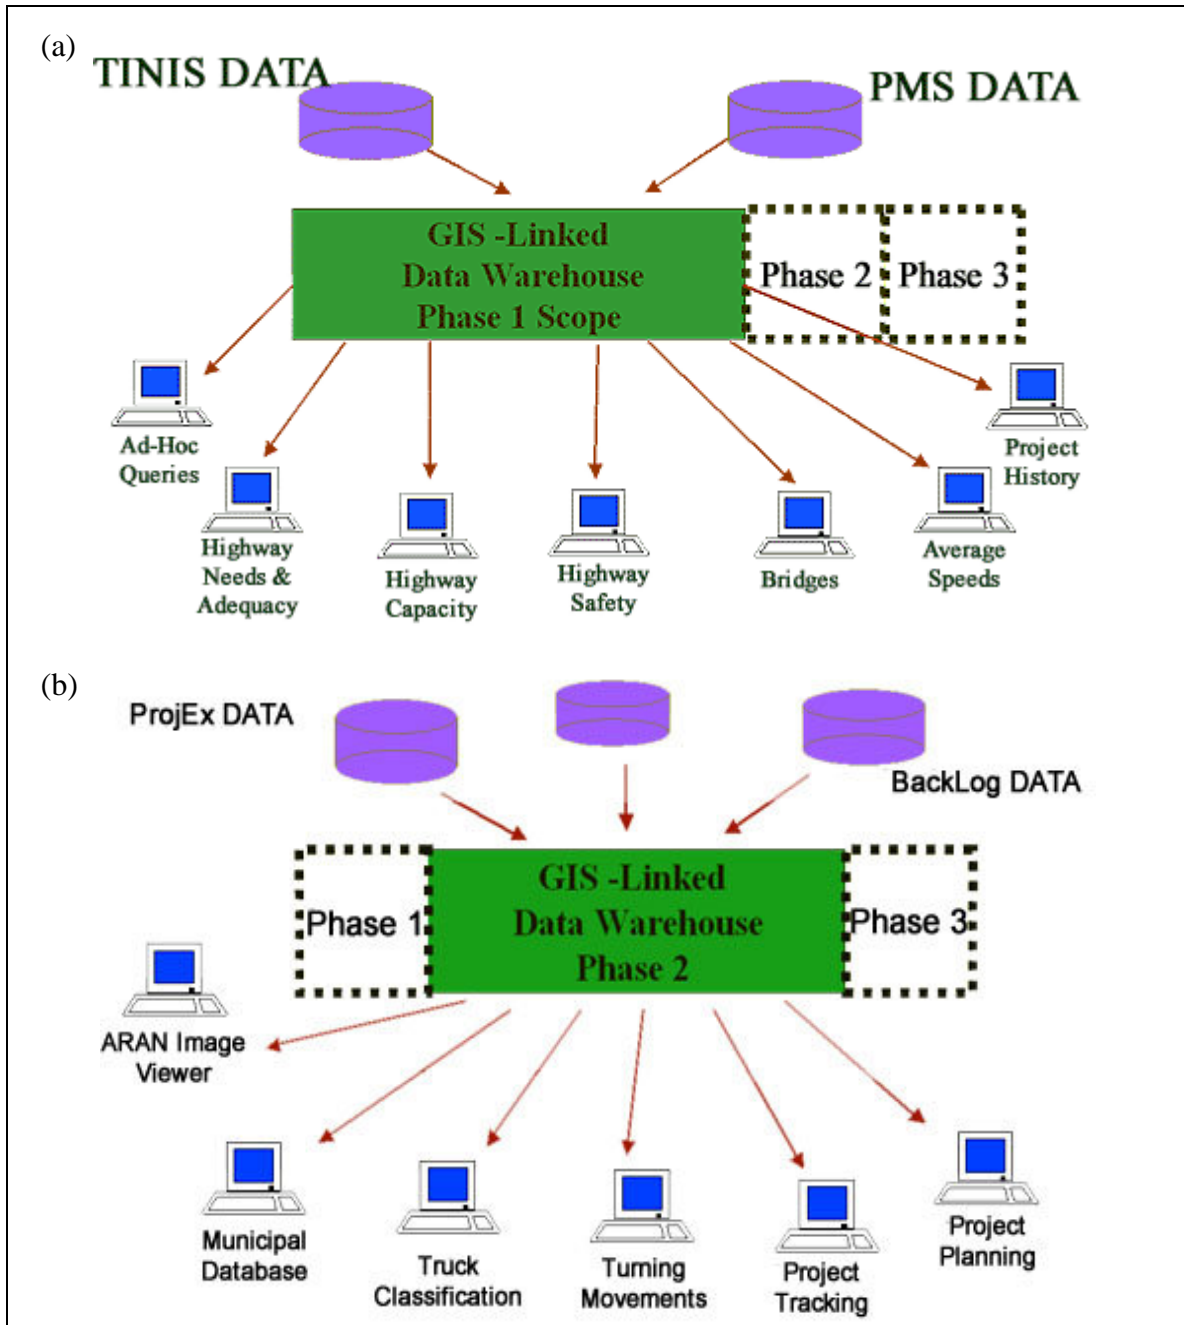 (a)
TINIS DATA
PMS DATA
GIS -Linked
Data Warehouse
Phase 1 Scope
Phase 2
Phase 3
Ad-Hoc
Queries
Highway
Needs &
Adequacy
Highway
Capacity
Highway
Safety
Bridges
Average
Speeds
Project
History
(b)
ProjEx DATA
BackLog DATA
Phase 1
GIS -Linked
Data Warehouse
Phase 2
Phase 3
ARAN Image
Viewer
Municipal
Database
Truck
Classification
Turning
Movements
Project
Tracking
Project
Planning